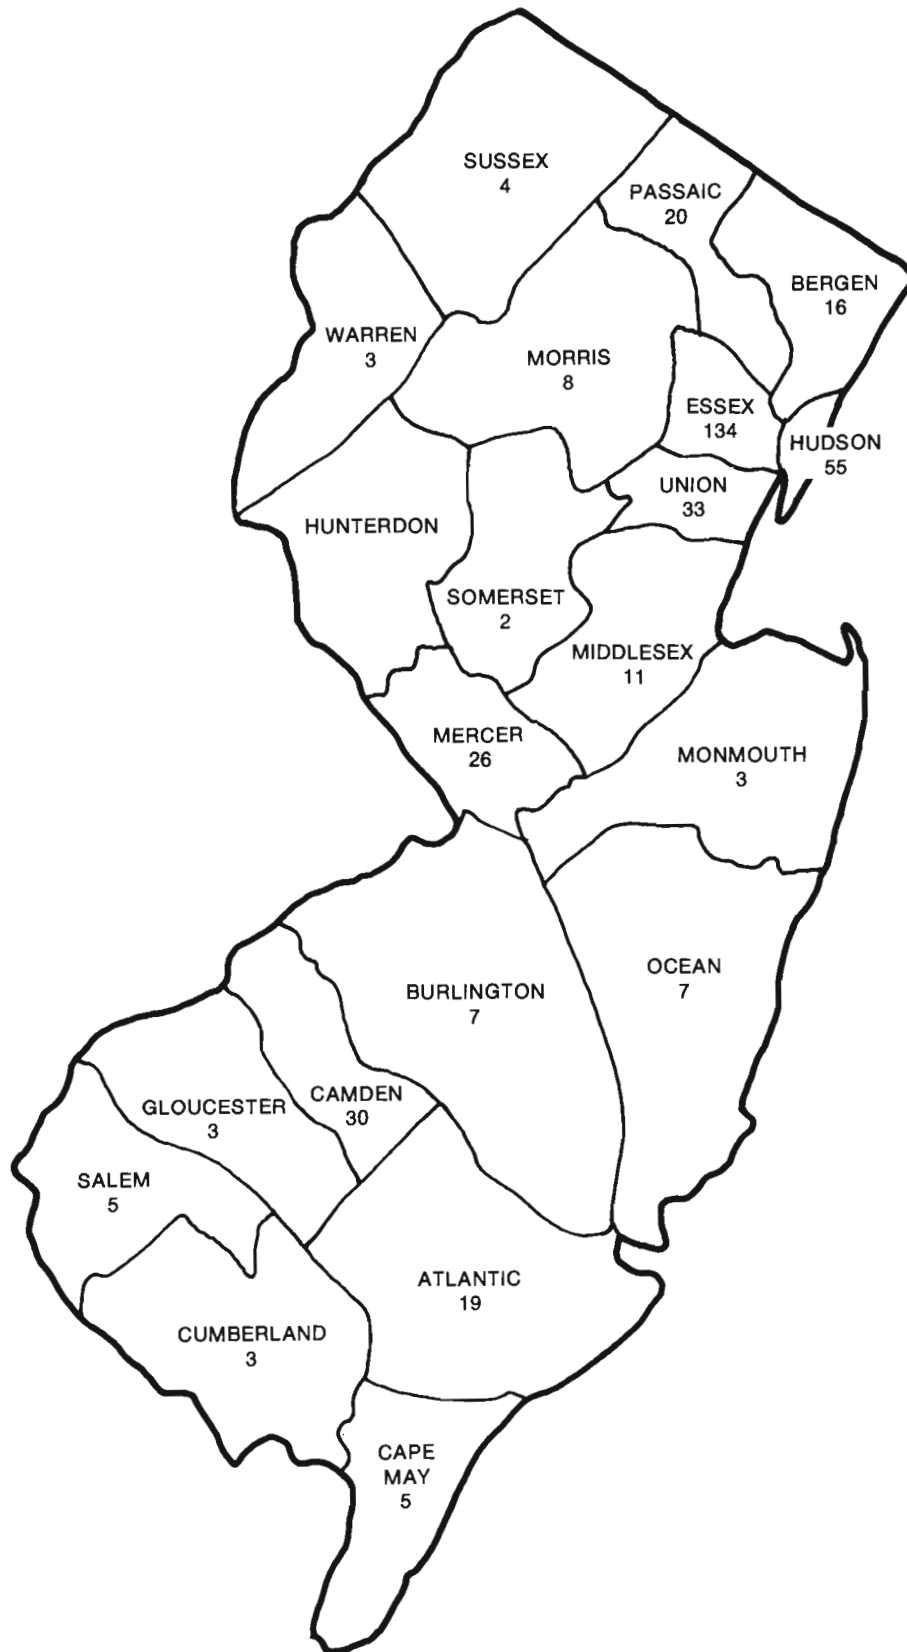 SUSSEX
4
PASSAIC
20
BERGEN
16
WARREN
3
MORRIS
8
ESSEX
134
HUDSON
55
UNION
33
HUNTERDON
SOMERSET
2
MIDDLESEX
11
MERCER
26
MONMOUTH
3
OCEAN
7
BURLINGTON
7
CAMDEN
30
GLOUCESTER
3
SALEM
5
ATLANTIC
19
CUMBERLAND
3
CAPE
MAY
5